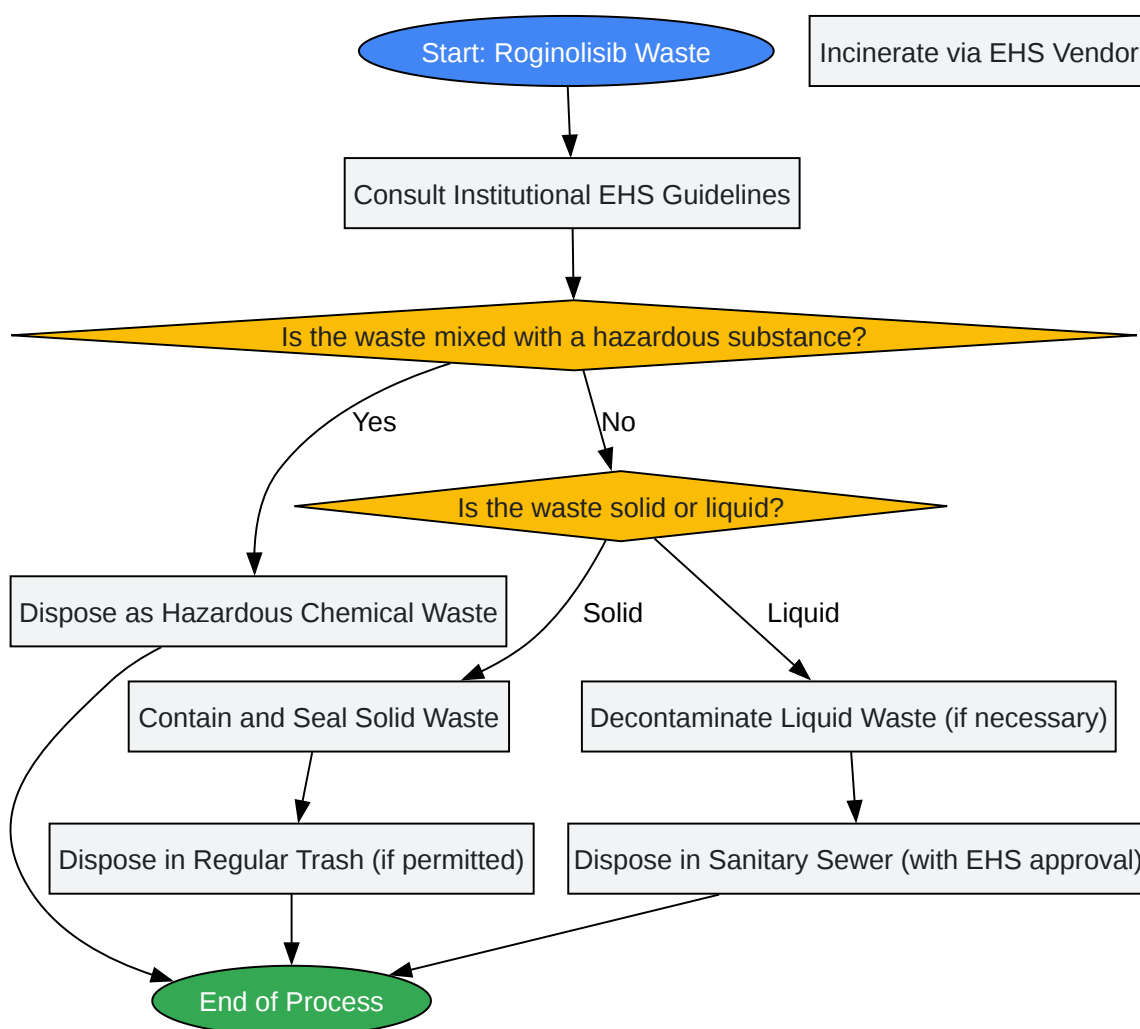 Start: Roginolisib Waste
Incinerate via EHS Vendor
Consult Institutional EHS Guidelines
Is the waste mixed with a hazardous substance?
Yes
No
Is the waste solid or liquid?
Dispose as Hazardous Chemical Waste
Solid
Liquid
Contain and Seal Solid Waste
Decontaminate Liquid Waste (if necessary)
Dispose in Regular Trash (if permitted)
Dispose in Sanitary Sewer (with EHS approval)
End of Process